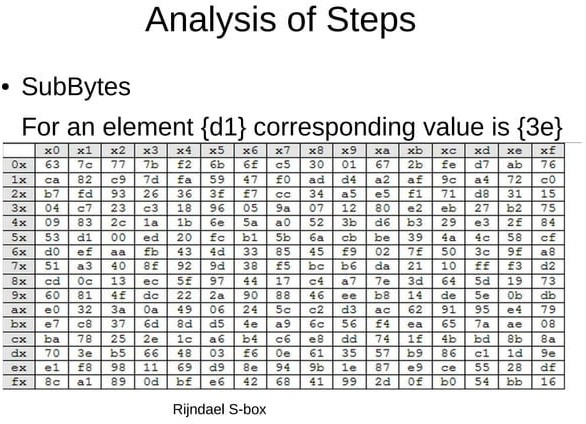 Analysis of Steps
• SubBytes
For an element {d1} corresponding value is {3e}
x0 x1 x2 x3 x4 x5 x6 x7 x8 x9 xa xb xc xd xe xf
0x 63 7c 77 7b f2 6b 6f c5 30 01 67 2b fe d7 ab 76
1x ca 82 c9 7d fa 59 47 f0 ad d4 a2 af 9c a4 72 c0
2x b7 fd 93 26 36 3f f7 cc 34 a5 e5 f1 71 d8 31 15
3x 04 c7 23 c3 18 96 05 9a 07 12 80 e2 eb 27 b2 75
4x 09 83 2c 1a 1b 6e 5a a0 52 3b d6 b3 29 e3 2f 84
5x 53 d1 00 ed 20 fc b1 5b 6a cb be 39 4a 4c 58 cf
6x d0 ef aa fb 43 4d 33 85 45 f9 02 7f 50 3c 9f a8
7x 51 a3 40 8f 92 9d 38 f5 bc b6 da 21 10 ff f3 d2
8x cd 0c 13 ec 5f 97 44 17 c4 a7 7e 3d 64 5d 19 73
9x 60 81 4f dc 22 2a 90 88 46 ee b8 14 de 5e 0b db
ax e0 32 3a 0a 49 06 24 5c c2 d3 ac 62 91 95 e4 79
bx e7 c8 37 6d 8d d5 4e a9 6c 56 f4 ea 65 7a ae 08
cx ba 78 25 2e 1c a6 b4 c6 e8 dd 74 1f 4b bd 8b 8a
dx 70 3e b5 66 48 03 f6 0e 61 35 57 b9 86 c1 1d 9e
ex e1 f8 98 11 69 d9 8e 94 9b 1e 87 e9 ce 55 28 df
fx 8c a1 89 0d bf e6 42 68 41 99 2d 0f b0 54 bb 16
Rijndael S-box